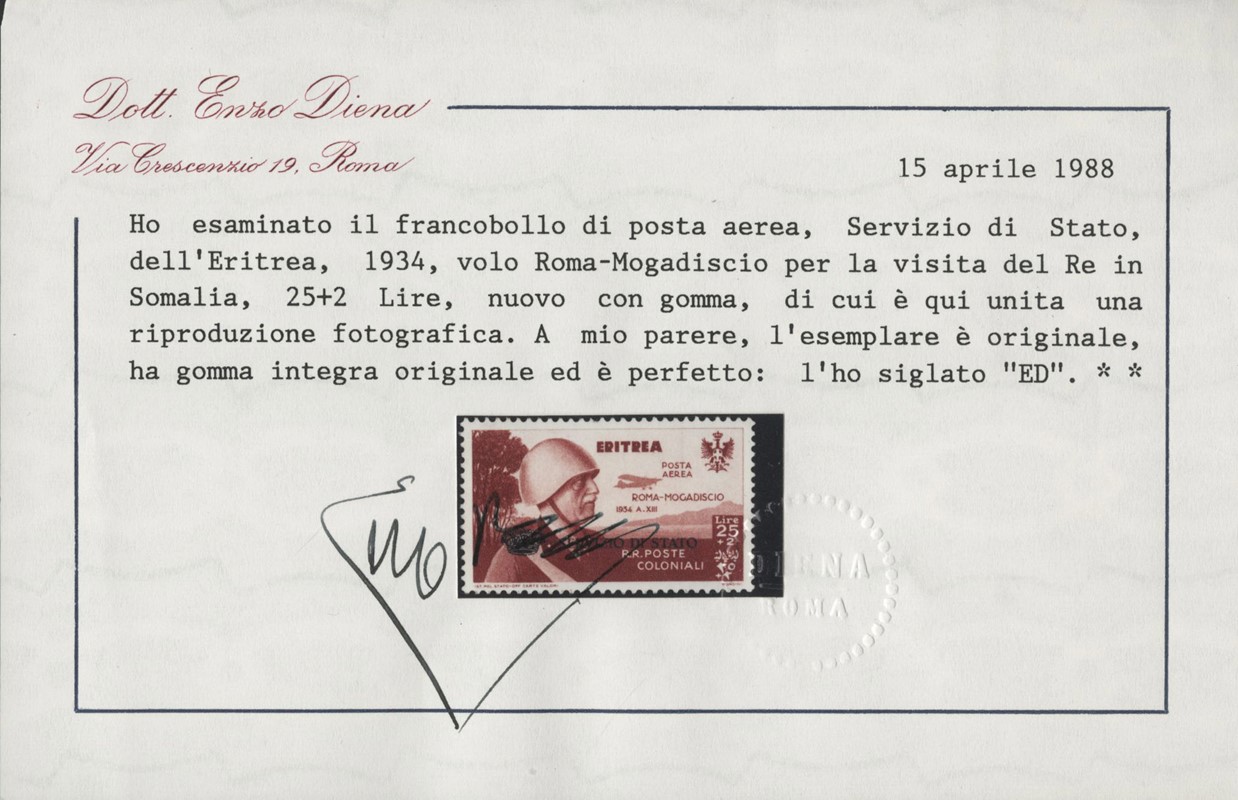 Dott. Enzo Diena
Via Crescenzio 19, Roma
15 aprile 1988
Ho esaminato il francobollo di posta aerea, Servizio di Stato,
dell'Eritrea, 1934, volo Roma-Mogadiscio per la visita del Re in
Somalia, 25+2 Lire, nuovo con gomma, di cui è qui unita una
riproduzione fotografica. A mio parere, l'esemplare è originale,
ha gomma integra originale ed è perfetto: l'ho siglato "ED". * *
ERITREA
POSTA
AEREA
ROMA-MOGADISCIO
1934 A.XIII
Lire
25
+2
DI STATO
R.R. POSTE
COLONIALI
DIENA
ROMA